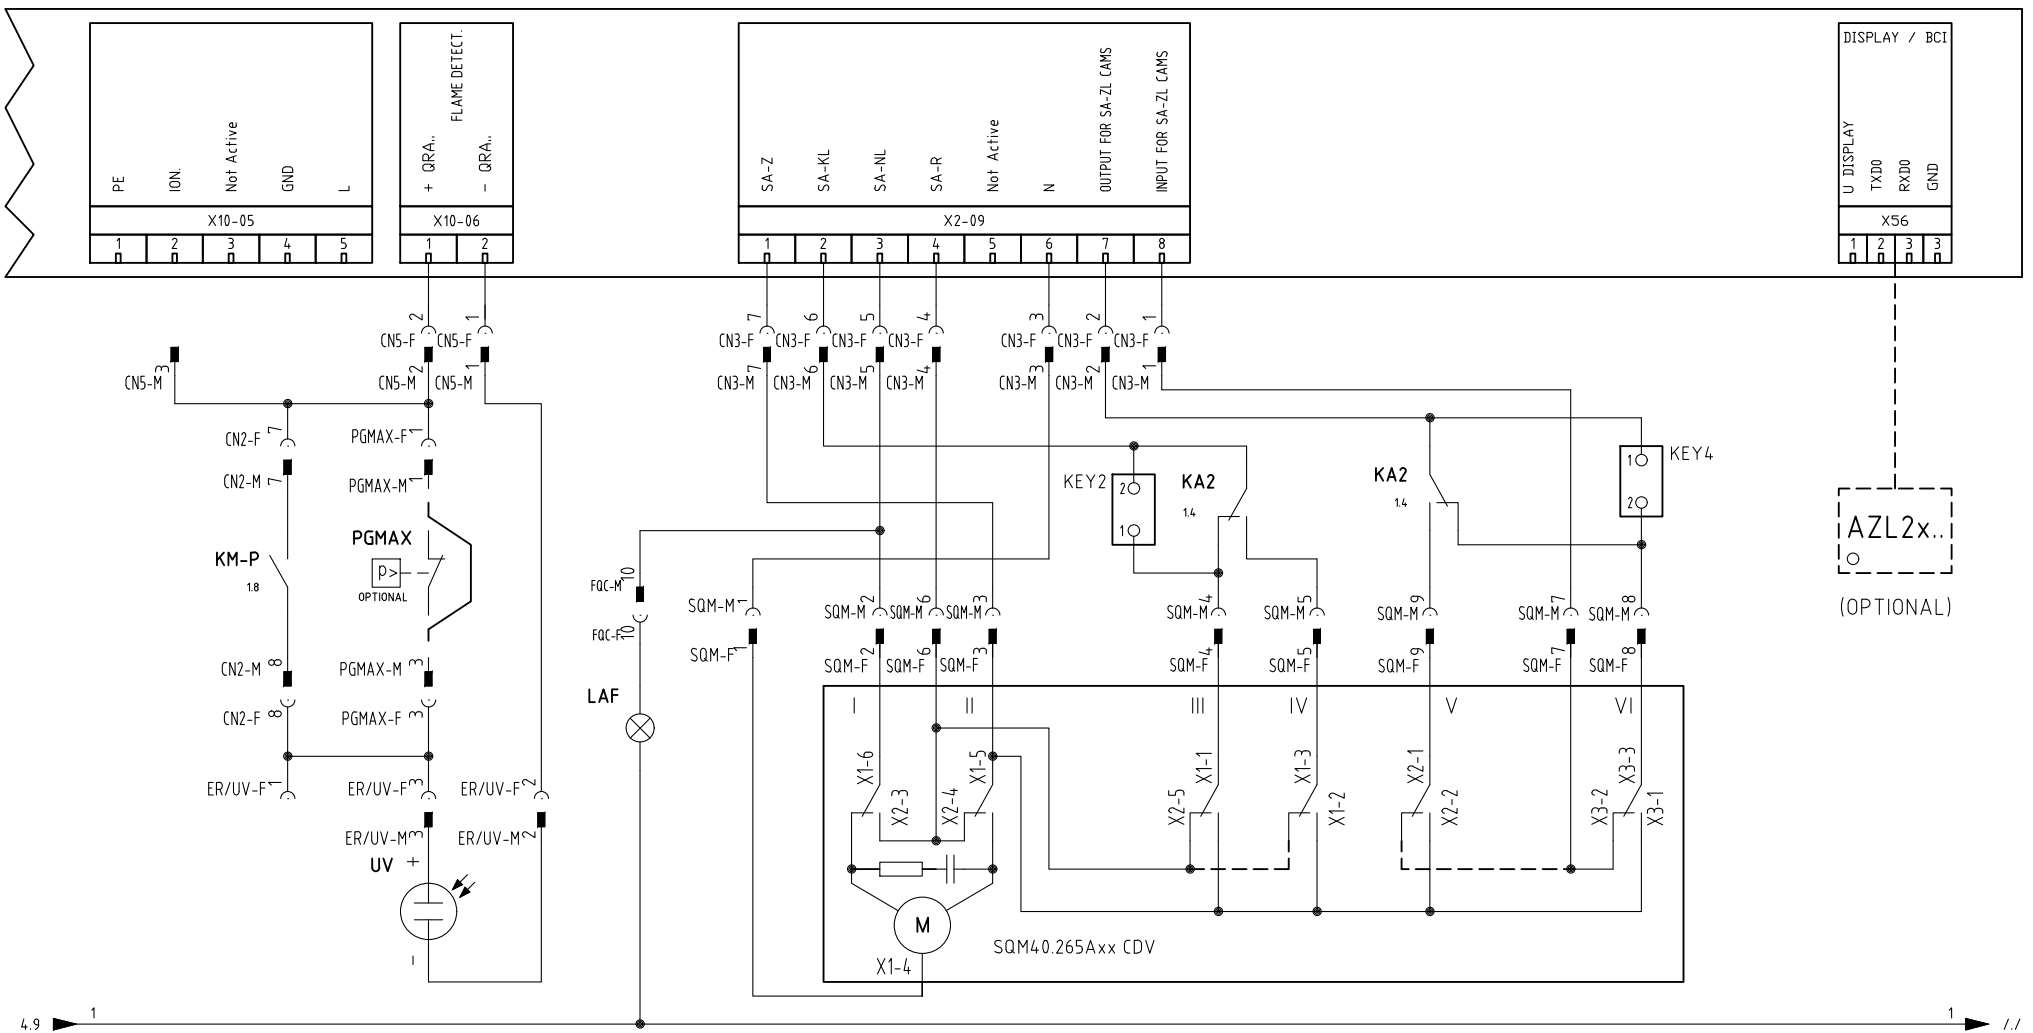 DISPLAY / BCI
FLAME DETECT.
PE
ION.
Not Active
GND
L
+ QRA..
- QRA..
SA-Z
SA-KL
SA-NL
SA-R
Not Active
N
OUTPUT FOR SA-ZL CAMS
INPUT FOR SA-ZL CAMS
U DISPLAY
TXD0
RXD0
GND
X10-05
X10-06
X2-09
X56
1 2 3 4 5
1 2
1 2 3 4 5 6 7 8
1 2 3 3
2 1
7 6 5 4 3 2 1
CN5-F CN5-F
CN3-F CN3-F CN3-F CN3-F CN3-F CN3-F CN3-F
3 2 1
7 6 5 4 3 2 1
CN5-M CN5-M CN5-M
CN3-M CN3-M CN3-M CN3-M CN3-M CN3-M CN3-M
CN2-F 7
PGMAX-F 1
CN2-M 7
PGMAX-M 1
KEY2
2
1
KA2
1.4
KA2
1.4
KEY4
1
2
AZL2x..
(OPTIONAL)
KM-P
1.8
PGMAX
P>
OPTIONAL
FQC-M 10
FQC-F 10
SQM-M 1
SQM-M 2
SQM-M 6
SQM-M 3
SQM-M 4
SQM-M 5
SQM-M 9
SQM-M 7
SQM-M 8
SQM-F 1
SQM-F 2
SQM-F 6
SQM-F 3
SQM-F 4
SQM-F 5
SQM-F 9
SQM-F 7
SQM-F 8
CN2-M 8
PGMAX-M 3
CN2-F 8
PGMAX-F 3
LAF
I II III IV V VI
X1-6
X1-5
X1-1
X1-3
X2-1
X3-3
X2-3
X2-4
X2-5
X1-2
X2-2
X3-2
X3-1
ER/UV-F 1
ER/UV-F 3
ER/UV-F 2
ER/UV-M 3
ER/UV-M 2
UV +
-
M
X1-4
SQM40.265Axx CDV
4.9
1
1
/./